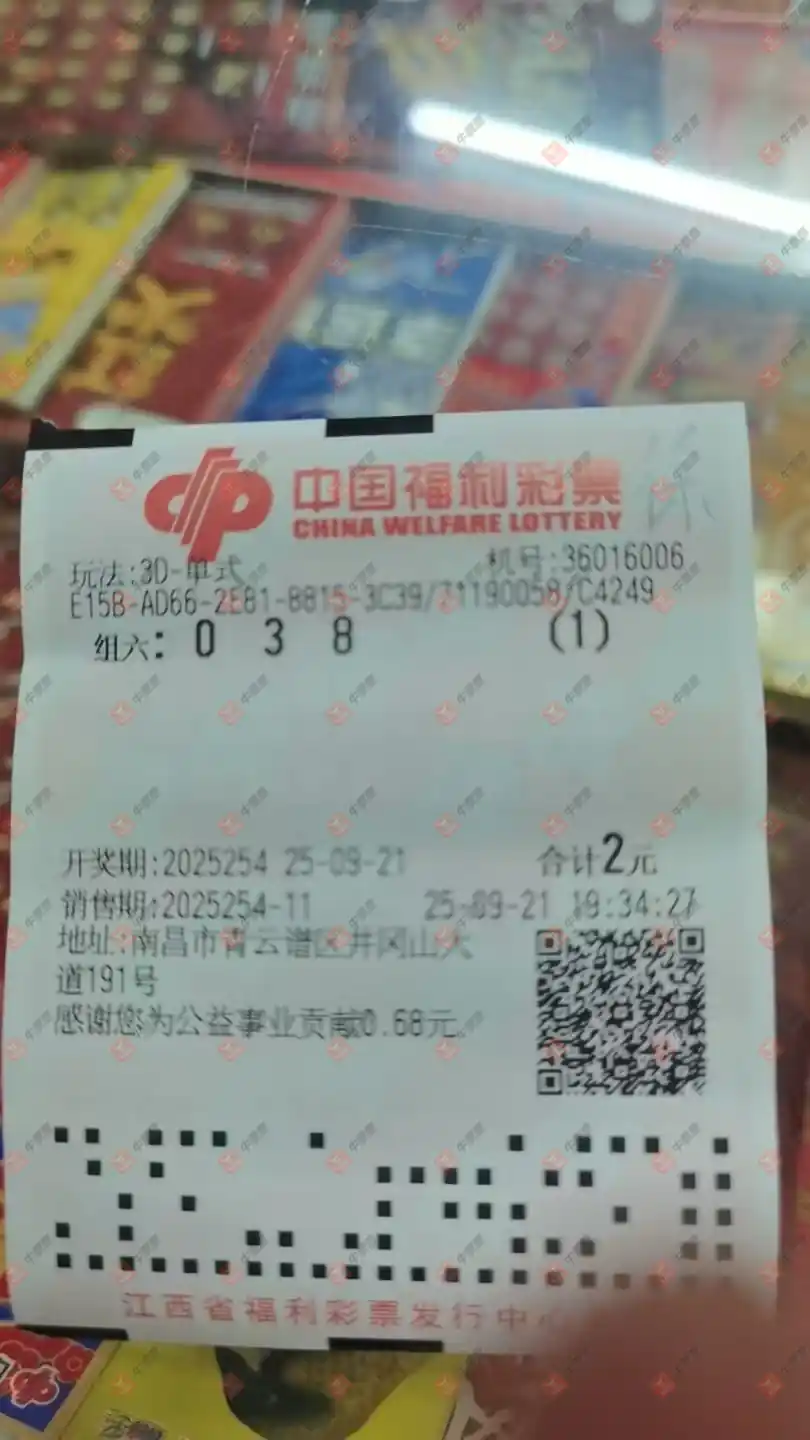 中国福利彩票
CHINA WELFARE LOTTERY
玩法:3D-单式 机号:36016006
E15B-AD66-2E81-8815-3C39/71190058/C4249
组六: 0 3 8 (1)
开奖期:2025254 25-09-21 合计2元
销售期:2025254-11 25-09-21 19:34:27
地址:南昌市青云谱区井冈山大
道191号
感谢您为公益事业贡献0.68元.
江西省福利彩票发行中